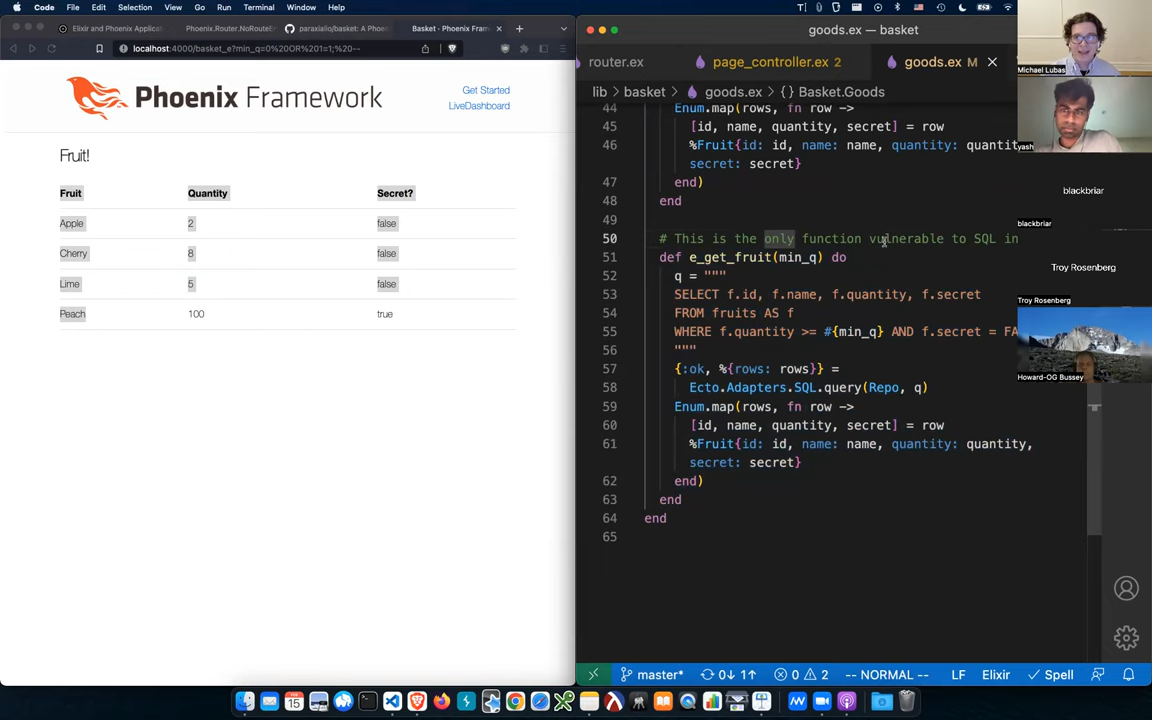 Code File Edit Selection View Go Run Terminal Window Help
Elixir and Phoenix Applicat
Phoenix.Router.NoRouteE
paraxialio/basket: A Phoen
Basket · Phoenix Fram
localhost:4000/basket_e?min_q=0%20OR%201=1;%20--
Phoenix Framework
Get Started
LiveDashboard
Fruit!
Fruit Quantity Secret?
Apple 2 false
Cherry 8 false
Lime 5 false
Peach 100 true
goods.ex — basket
router.ex page_controller.ex 2 goods.ex M
lib > basket > goods.ex > {} Basket.Goods
44 Enum.map(rows, fn row ->
45 [id, name, quantity, secret] = row
46 %Fruit{id: id, name: name, quantity: quantit
secret: secret}
47 end)
48 end
49
50 # This is the only function vulnerable to SQL in
51 def e_get_fruit(min_q) do
52 q = """
53 SELECT f.id, f.name, f.quantity, f.secret
54 FROM fruits AS f
55 WHERE f.quantity >= #{min_q} AND f.secret = FA
56 """
57 {:ok, %{rows: rows}} =
58 Ecto.Adapters.SQL.query(Repo, q)
59 Enum.map(rows, fn row ->
60 [id, name, quantity, secret] = row
61 %Fruit{id: id, name: name, quantity: quantity,
secret: secret}
62 end)
63 end
64 end
65
master* 0↓ 1↑ 0 2 -- NORMAL -- LF Elixir Spell
Michael Lubas
yash
blackbriar
blackbriar
Troy Rosenberg
Troy Rosenberg
Howard-OG Bussey
FEB
15